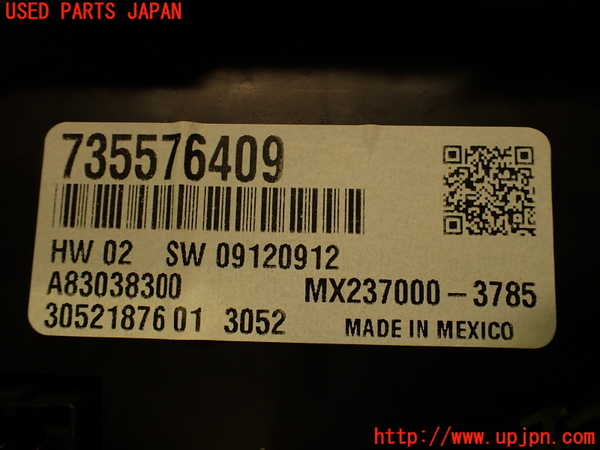 USED PARTS JAPAN
735576409
HW 02 SW 09120912
A83038300 MX237000-3785
30521876 01 3052 MADE IN MEXICO
http://www.upjpn.com/